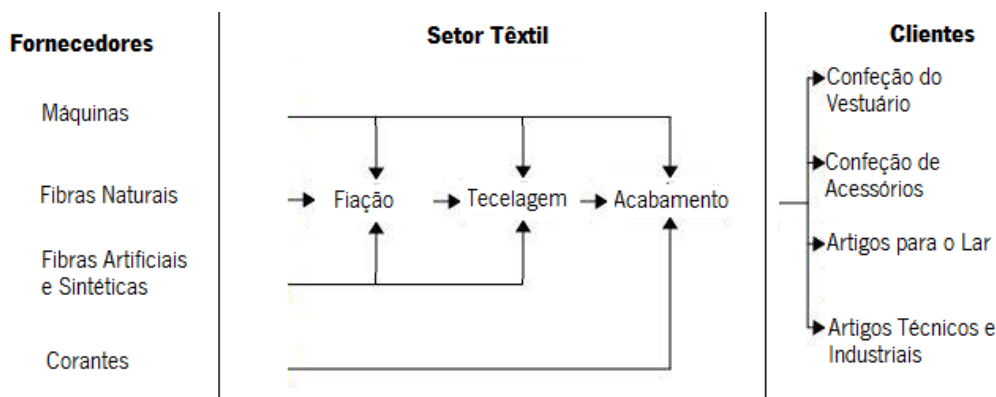 Fornecedores
Setor Têxtil
Clientes
Máquinas
Fibras Naturais
Fibras Artificiais
e Sintéticas
Corantes
Fiação
Tecelagem
Acabamento
Confeção do
Vestuário
Confeção de
Acessórios
Artigos para o Lar
Artigos Técnicos e
Industriais